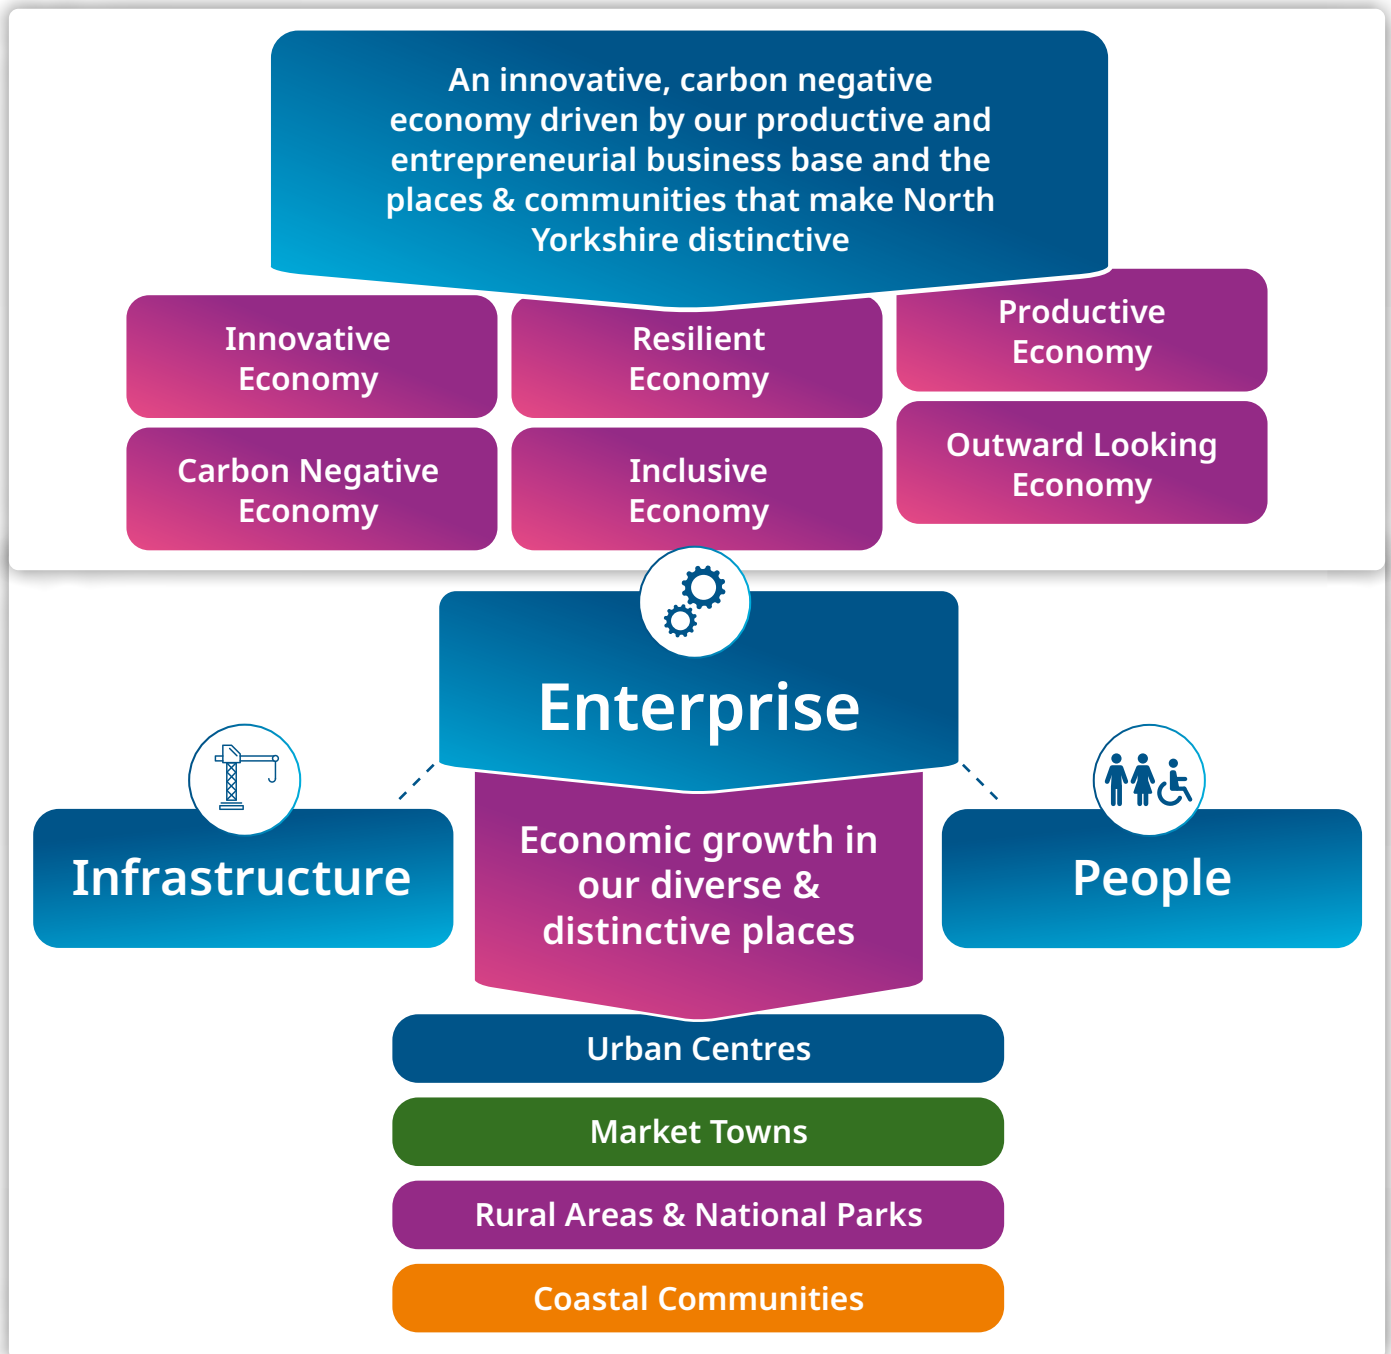 An innovative, carbon negative
economy driven by our productive and
entrepreneurial business base and the
places & communities that make North
Yorkshire distinctive
Innovative
Economy
Resilient
Economy
Productive
Economy
Carbon Negative
Economy
Inclusive
Economy
Outward Looking
Economy
Enterprise
Infrastructure
Economic growth in
our diverse &
distinctive places
People
Urban Centres
Market Towns
Rural Areas & National Parks
Coastal Communities